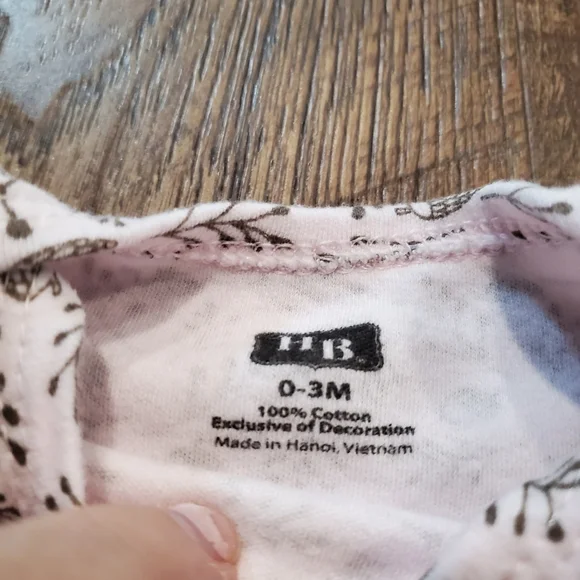 HB
0-3M
100% Cotton
Exclusive of Decoration
Made in Hanoi, Vietnam